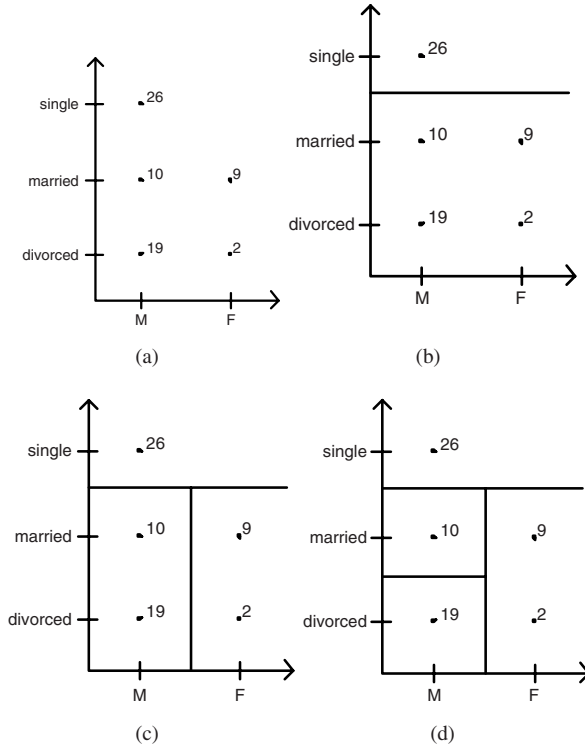 26
single
10
9
married
19
2
divorced
M
F
(a)
26
single
10
9
married
19
2
divorced
M
F
(b)
26
single
10
9
married
19
2
divorced
M
F
(c)
26
single
10
9
married
19
2
divorced
M
F
(d)